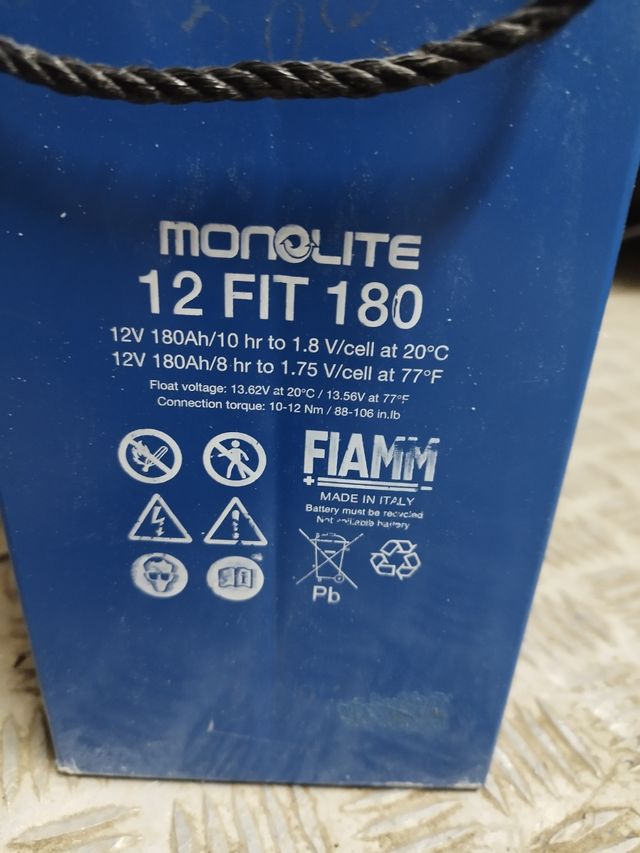 MONOLITE
12 FIT 180
12V 180Ah/10 hr to 1.8 V/cell at 20°C
12V 180Ah/8 hr to 1.75 V/cell at 77°F
Float voltage: 13.62V at 20°C / 13.56V at 77°F
Connection torque: 10-12 Nm / 88-106 in.lb
FIAMM
MADE IN ITALY
Battery must be recycled
Not battery
Pb